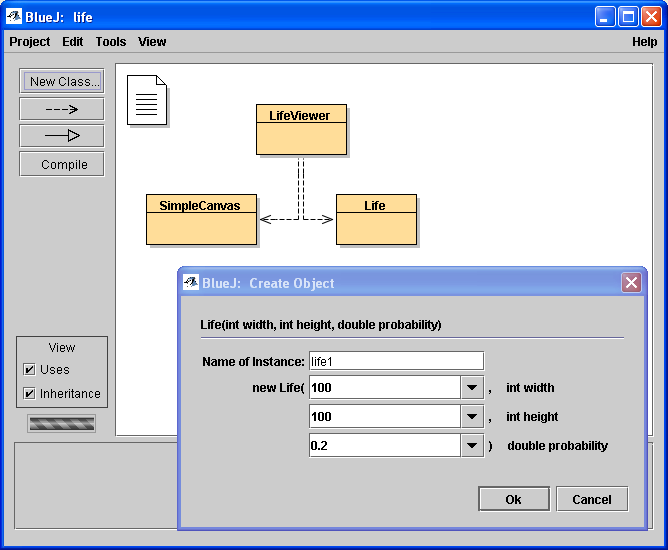 BlueJ: life
Project Edit Tools View Help
New Class...
Compile
LifeViewer
SimpleCanvas
Life
View
Uses
Inheritance
BlueJ: Create Object
Life(int width, int height, double probability)
Name of Instance: life1
new Life( 100 , int width
100 , int height
0.2 ) double probability
Ok Cancel